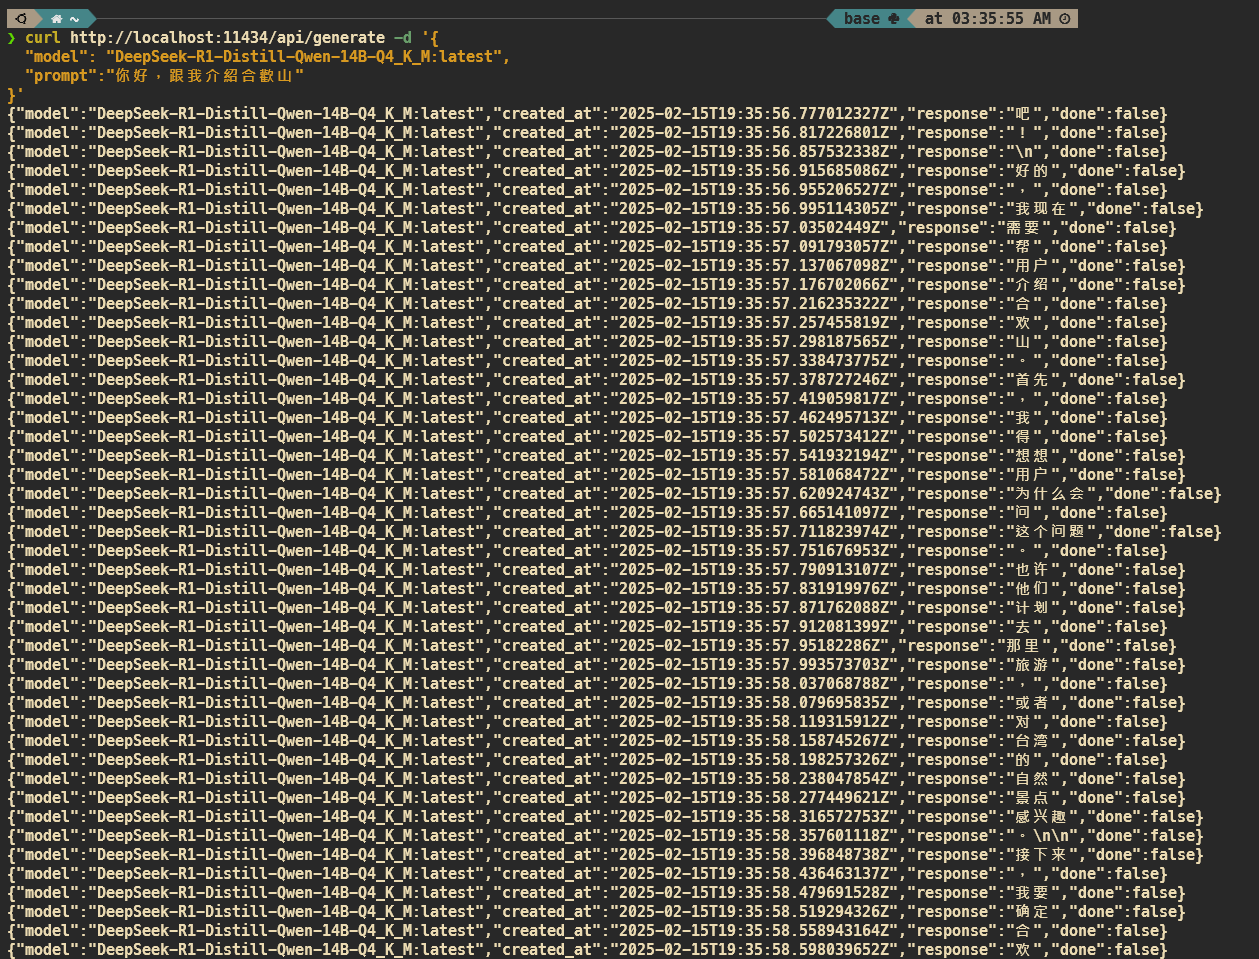 ~ base at 03:35:55 AM
❯ curl http://localhost:11434/api/generate -d '{
"model": "DeepSeek-R1-Distill-Qwen-14B-Q4_K_M:latest",
"prompt":"你好，跟我介紹合歡山"
}'
{"model":"DeepSeek-R1-Distill-Qwen-14B-Q4_K_M:latest","created_at":"2025-02-15T19:35:56.777012327Z","response":"吧","done":false}
{"model":"DeepSeek-R1-Distill-Qwen-14B-Q4_K_M:latest","created_at":"2025-02-15T19:35:56.817226801Z","response":"！","done":false}
{"model":"DeepSeek-R1-Distill-Qwen-14B-Q4_K_M:latest","created_at":"2025-02-15T19:35:56.857532338Z","response":"\n","done":false}
{"model":"DeepSeek-R1-Distill-Qwen-14B-Q4_K_M:latest","created_at":"2025-02-15T19:35:56.915685086Z","response":"好的","done":false}
{"model":"DeepSeek-R1-Distill-Qwen-14B-Q4_K_M:latest","created_at":"2025-02-15T19:35:56.955206527Z","response":"，","done":false}
{"model":"DeepSeek-R1-Distill-Qwen-14B-Q4_K_M:latest","created_at":"2025-02-15T19:35:56.995114305Z","response":"我现在","done":false}
{"model":"DeepSeek-R1-Distill-Qwen-14B-Q4_K_M:latest","created_at":"2025-02-15T19:35:57.03502449Z","response":"需要","done":false}
{"model":"DeepSeek-R1-Distill-Qwen-14B-Q4_K_M:latest","created_at":"2025-02-15T19:35:57.091793057Z","response":"帮","done":false}
{"model":"DeepSeek-R1-Distill-Qwen-14B-Q4_K_M:latest","created_at":"2025-02-15T19:35:57.137067098Z","response":"用户","done":false}
{"model":"DeepSeek-R1-Distill-Qwen-14B-Q4_K_M:latest","created_at":"2025-02-15T19:35:57.176702066Z","response":"介绍","done":false}
{"model":"DeepSeek-R1-Distill-Qwen-14B-Q4_K_M:latest","created_at":"2025-02-15T19:35:57.216235322Z","response":"合","done":false}
{"model":"DeepSeek-R1-Distill-Qwen-14B-Q4_K_M:latest","created_at":"2025-02-15T19:35:57.257455819Z","response":"欢","done":false}
{"model":"DeepSeek-R1-Distill-Qwen-14B-Q4_K_M:latest","created_at":"2025-02-15T19:35:57.298187565Z","response":"山","done":false}
{"model":"DeepSeek-R1-Distill-Qwen-14B-Q4_K_M:latest","created_at":"2025-02-15T19:35:57.338473775Z","response":"。","done":false}
{"model":"DeepSeek-R1-Distill-Qwen-14B-Q4_K_M:latest","created_at":"2025-02-15T19:35:57.378727246Z","response":"首先","done":false}
{"model":"DeepSeek-R1-Distill-Qwen-14B-Q4_K_M:latest","created_at":"2025-02-15T19:35:57.419059817Z","response":"，","done":false}
{"model":"DeepSeek-R1-Distill-Qwen-14B-Q4_K_M:latest","created_at":"2025-02-15T19:35:57.462495713Z","response":"我","done":false}
{"model":"DeepSeek-R1-Distill-Qwen-14B-Q4_K_M:latest","created_at":"2025-02-15T19:35:57.502573412Z","response":"得","done":false}
{"model":"DeepSeek-R1-Distill-Qwen-14B-Q4_K_M:latest","created_at":"2025-02-15T19:35:57.541932194Z","response":"想想","done":false}
{"model":"DeepSeek-R1-Distill-Qwen-14B-Q4_K_M:latest","created_at":"2025-02-15T19:35:57.581068472Z","response":"用户","done":false}
{"model":"DeepSeek-R1-Distill-Qwen-14B-Q4_K_M:latest","created_at":"2025-02-15T19:35:57.620924743Z","response":"为什么会","done":false}
{"model":"DeepSeek-R1-Distill-Qwen-14B-Q4_K_M:latest","created_at":"2025-02-15T19:35:57.665141097Z","response":"问","done":false}
{"model":"DeepSeek-R1-Distill-Qwen-14B-Q4_K_M:latest","created_at":"2025-02-15T19:35:57.711823974Z","response":"这个问题","done":false}
{"model":"DeepSeek-R1-Distill-Qwen-14B-Q4_K_M:latest","created_at":"2025-02-15T19:35:57.751676953Z","response":"。","done":false}
{"model":"DeepSeek-R1-Distill-Qwen-14B-Q4_K_M:latest","created_at":"2025-02-15T19:35:57.790913107Z","response":"也许","done":false}
{"model":"DeepSeek-R1-Distill-Qwen-14B-Q4_K_M:latest","created_at":"2025-02-15T19:35:57.831919976Z","response":"他们","done":false}
{"model":"DeepSeek-R1-Distill-Qwen-14B-Q4_K_M:latest","created_at":"2025-02-15T19:35:57.871762088Z","response":"计划","done":false}
{"model":"DeepSeek-R1-Distill-Qwen-14B-Q4_K_M:latest","created_at":"2025-02-15T19:35:57.912081399Z","response":"去","done":false}
{"model":"DeepSeek-R1-Distill-Qwen-14B-Q4_K_M:latest","created_at":"2025-02-15T19:35:57.95182286Z","response":"那里","done":false}
{"model":"DeepSeek-R1-Distill-Qwen-14B-Q4_K_M:latest","created_at":"2025-02-15T19:35:57.993573703Z","response":"旅游","done":false}
{"model":"DeepSeek-R1-Distill-Qwen-14B-Q4_K_M:latest","created_at":"2025-02-15T19:35:58.037068788Z","response":"，","done":false}
{"model":"DeepSeek-R1-Distill-Qwen-14B-Q4_K_M:latest","created_at":"2025-02-15T19:35:58.079695835Z","response":"或者","done":false}
{"model":"DeepSeek-R1-Distill-Qwen-14B-Q4_K_M:latest","created_at":"2025-02-15T19:35:58.119315912Z","response":"对","done":false}
{"model":"DeepSeek-R1-Distill-Qwen-14B-Q4_K_M:latest","created_at":"2025-02-15T19:35:58.158745267Z","response":"台湾","done":false}
{"model":"DeepSeek-R1-Distill-Qwen-14B-Q4_K_M:latest","created_at":"2025-02-15T19:35:58.198257326Z","response":"的","done":false}
{"model":"DeepSeek-R1-Distill-Qwen-14B-Q4_K_M:latest","created_at":"2025-02-15T19:35:58.238047854Z","response":"自然","done":false}
{"model":"DeepSeek-R1-Distill-Qwen-14B-Q4_K_M:latest","created_at":"2025-02-15T19:35:58.277449621Z","response":"景点","done":false}
{"model":"DeepSeek-R1-Distill-Qwen-14B-Q4_K_M:latest","created_at":"2025-02-15T19:35:58.316572753Z","response":"感兴趣","done":false}
{"model":"DeepSeek-R1-Distill-Qwen-14B-Q4_K_M:latest","created_at":"2025-02-15T19:35:58.357601118Z","response":"。\n\n","done":false}
{"model":"DeepSeek-R1-Distill-Qwen-14B-Q4_K_M:latest","created_at":"2025-02-15T19:35:58.396848738Z","response":"接下来","done":false}
{"model":"DeepSeek-R1-Distill-Qwen-14B-Q4_K_M:latest","created_at":"2025-02-15T19:35:58.436463137Z","response":"，","done":false}
{"model":"DeepSeek-R1-Distill-Qwen-14B-Q4_K_M:latest","created_at":"2025-02-15T19:35:58.479691528Z","response":"我要","done":false}
{"model":"DeepSeek-R1-Distill-Qwen-14B-Q4_K_M:latest","created_at":"2025-02-15T19:35:58.519294326Z","response":"确定","done":false}
{"model":"DeepSeek-R1-Distill-Qwen-14B-Q4_K_M:latest","created_at":"2025-02-15T19:35:58.558943164Z","response":"合","done":false}
{"model":"DeepSeek-R1-Distill-Qwen-14B-Q4_K_M:latest","created_at":"2025-02-15T19:35:58.598039652Z","response":"欢","done":false}